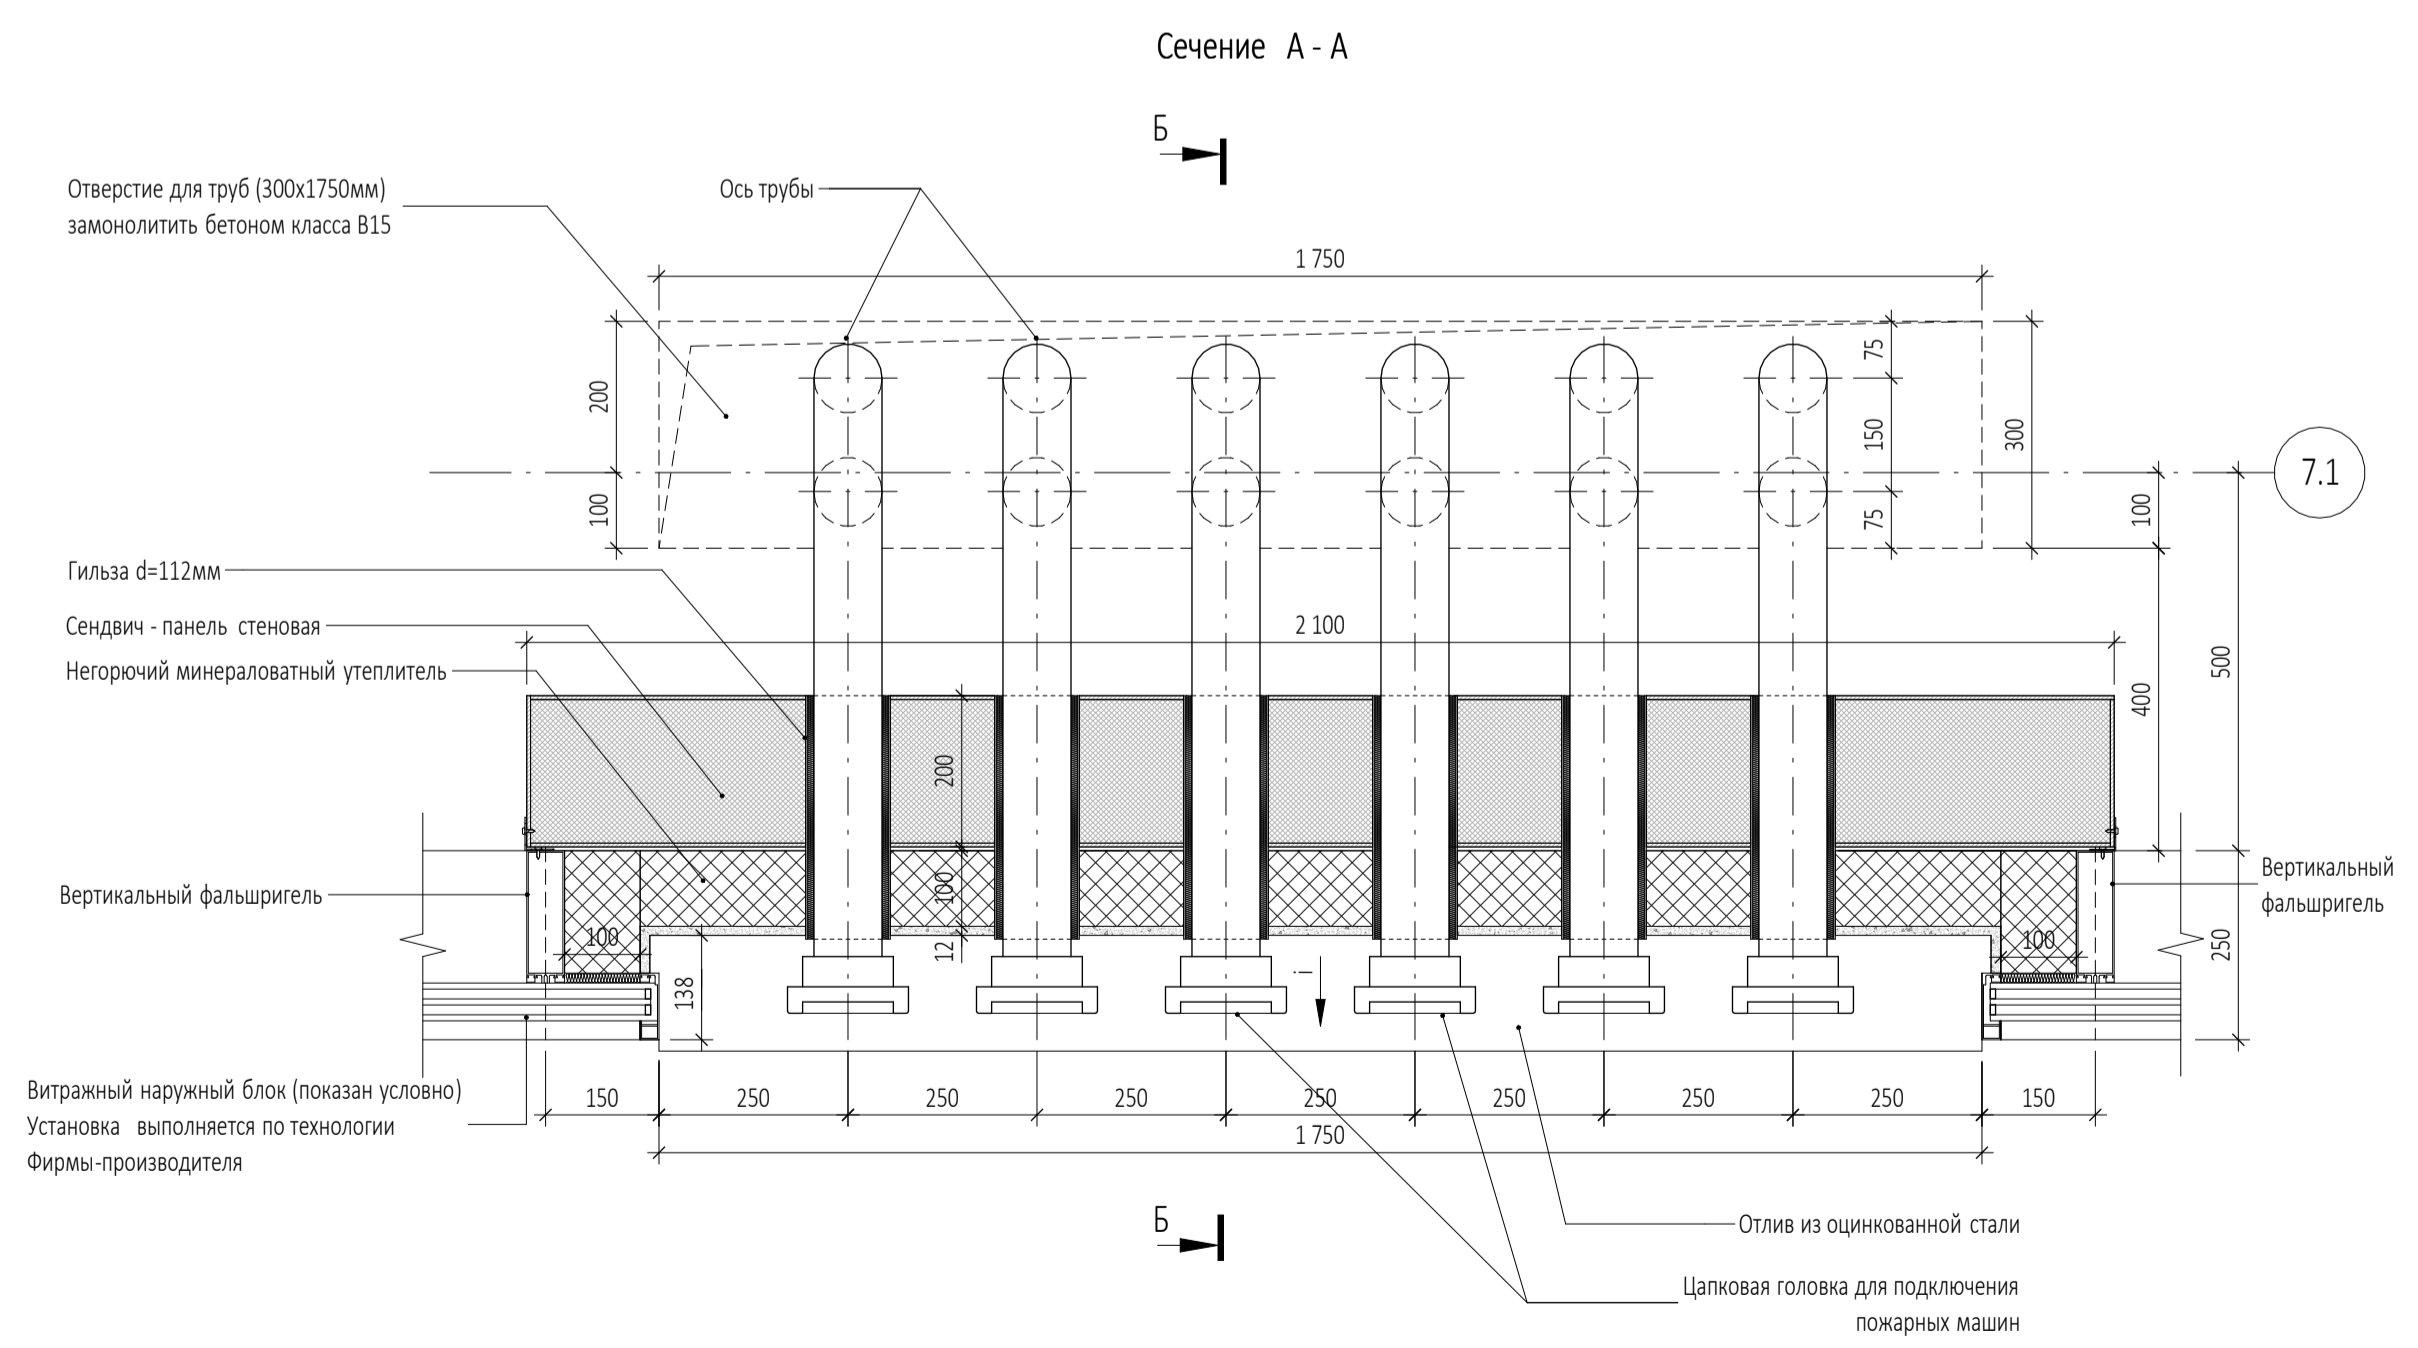 Сечение А - А
Б
Отверстие для труб (300х1750мм)
замонолитить бетоном класса В15
Ось трубы
1 750
200
100
75
150
75
300
7.1
100
Гильза d=112мм
Сендвич - панель стеновая
Негорючий минераловатный утеплитель
2 100
500
400
200
100
12
Вертикальный фальшригель
100
138
i
100
Вертикальный
фальшригель
250
Витражный наружный блок (показан условно)
Установка выполняется по технологии
Фирмы-производителя
150
250
250
250
250
250
250
250
150
1 750
Б
Отлив из оцинкованной стали
Цапковая головка для подключения
пожарных машин